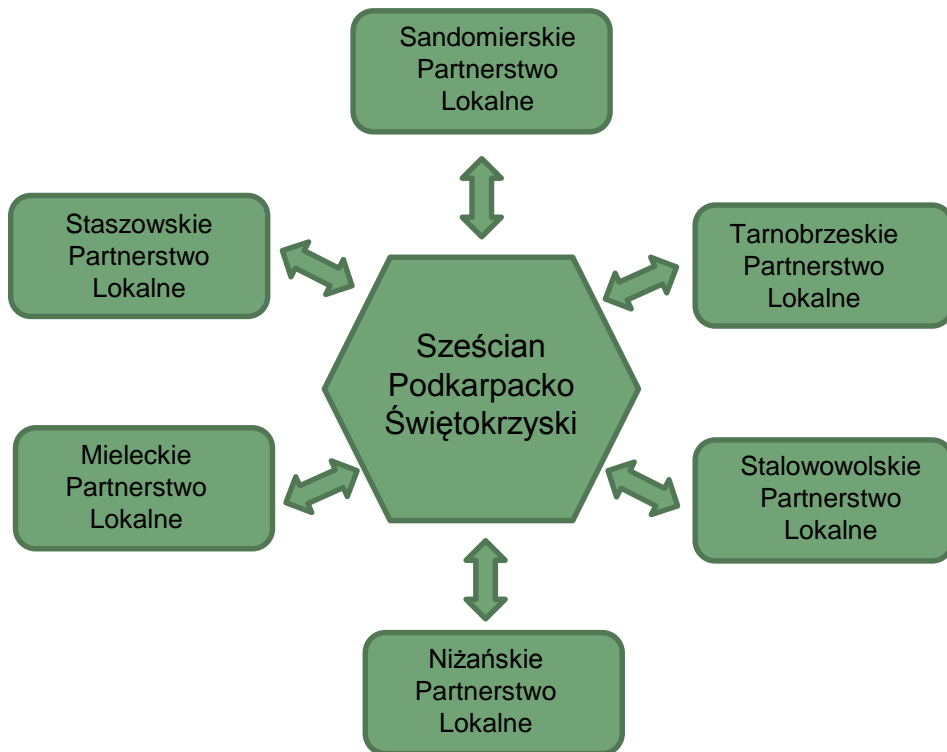 Sandomierskie
Partnerstwo
Lokalne
Staszowskie
Partnerstwo
Lokalne
Tarnobrzeskie
Partnerstwo
Lokalne
Sześcian
Podkarpacko
Świętokrzyski
Mieleckie
Partnerstwo
Lokalne
Stalowowolskie
Partnerstwo
Lokalne
Niżańskie
Partnerstwo
Lokalne